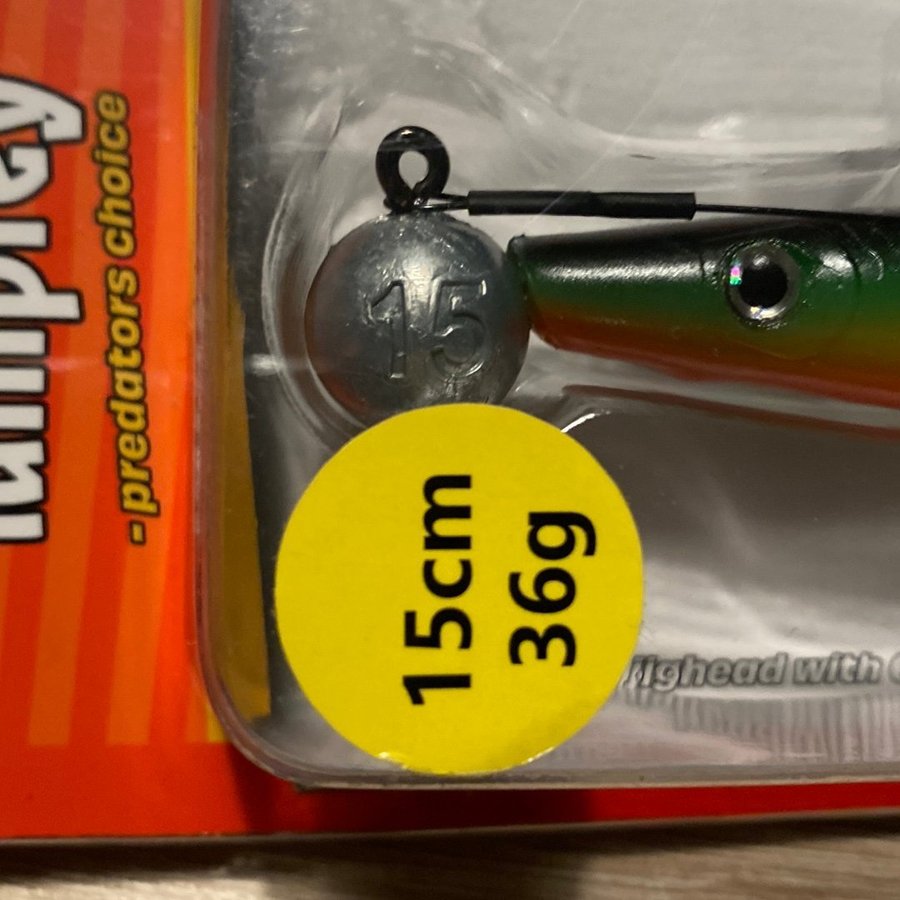 - predators choice
15
15cm
36g
Jighead with